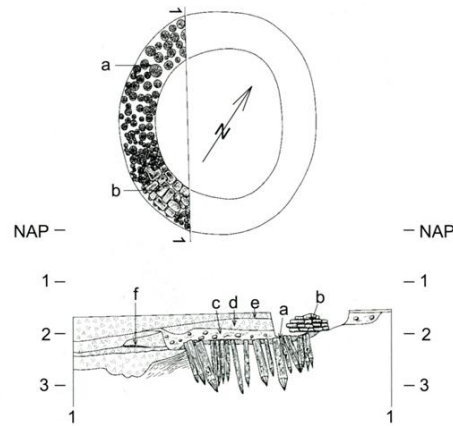 1
a
b
1
N
NAP – – NAP
1 – – 1
f c d e a b
2 – – 2
3 – – 3
1 1